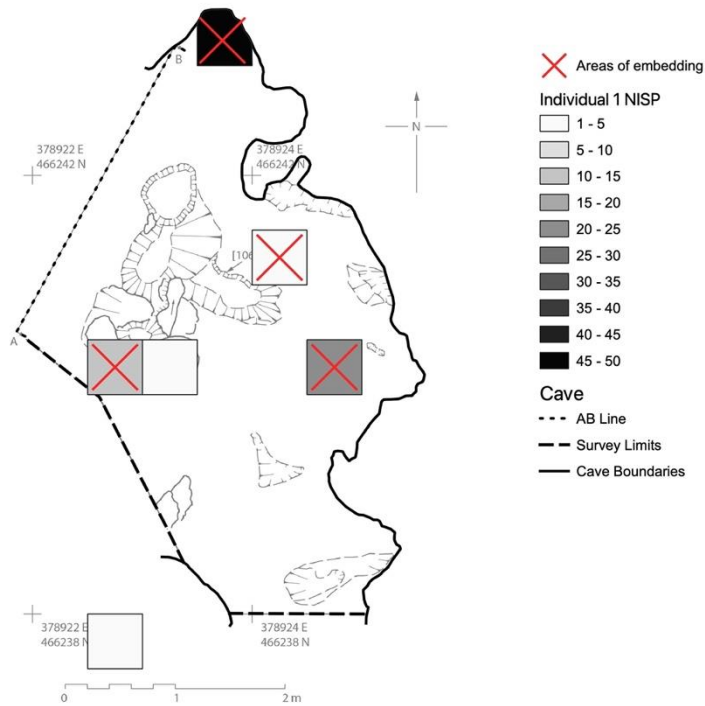 B
378922 E
466242 N
378924 E
466242 N
N
[106
A
378922 E
466238 N
378924 E
466238 N
0
1
2 m
Areas of embedding
Individual 1 NISP
1 - 5
5 - 10
10 - 15
15 - 20
20 - 25
25 - 30
30 - 35
35 - 40
40 - 45
45 - 50
Cave
AB Line
Survey Limits
Cave Boundaries